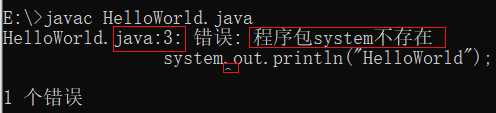 E:\>javac HelloWorld.java
HelloWorld.java:3: 错误: 程序包system不存在
system.out.println("HelloWorld");
^
1 个错误